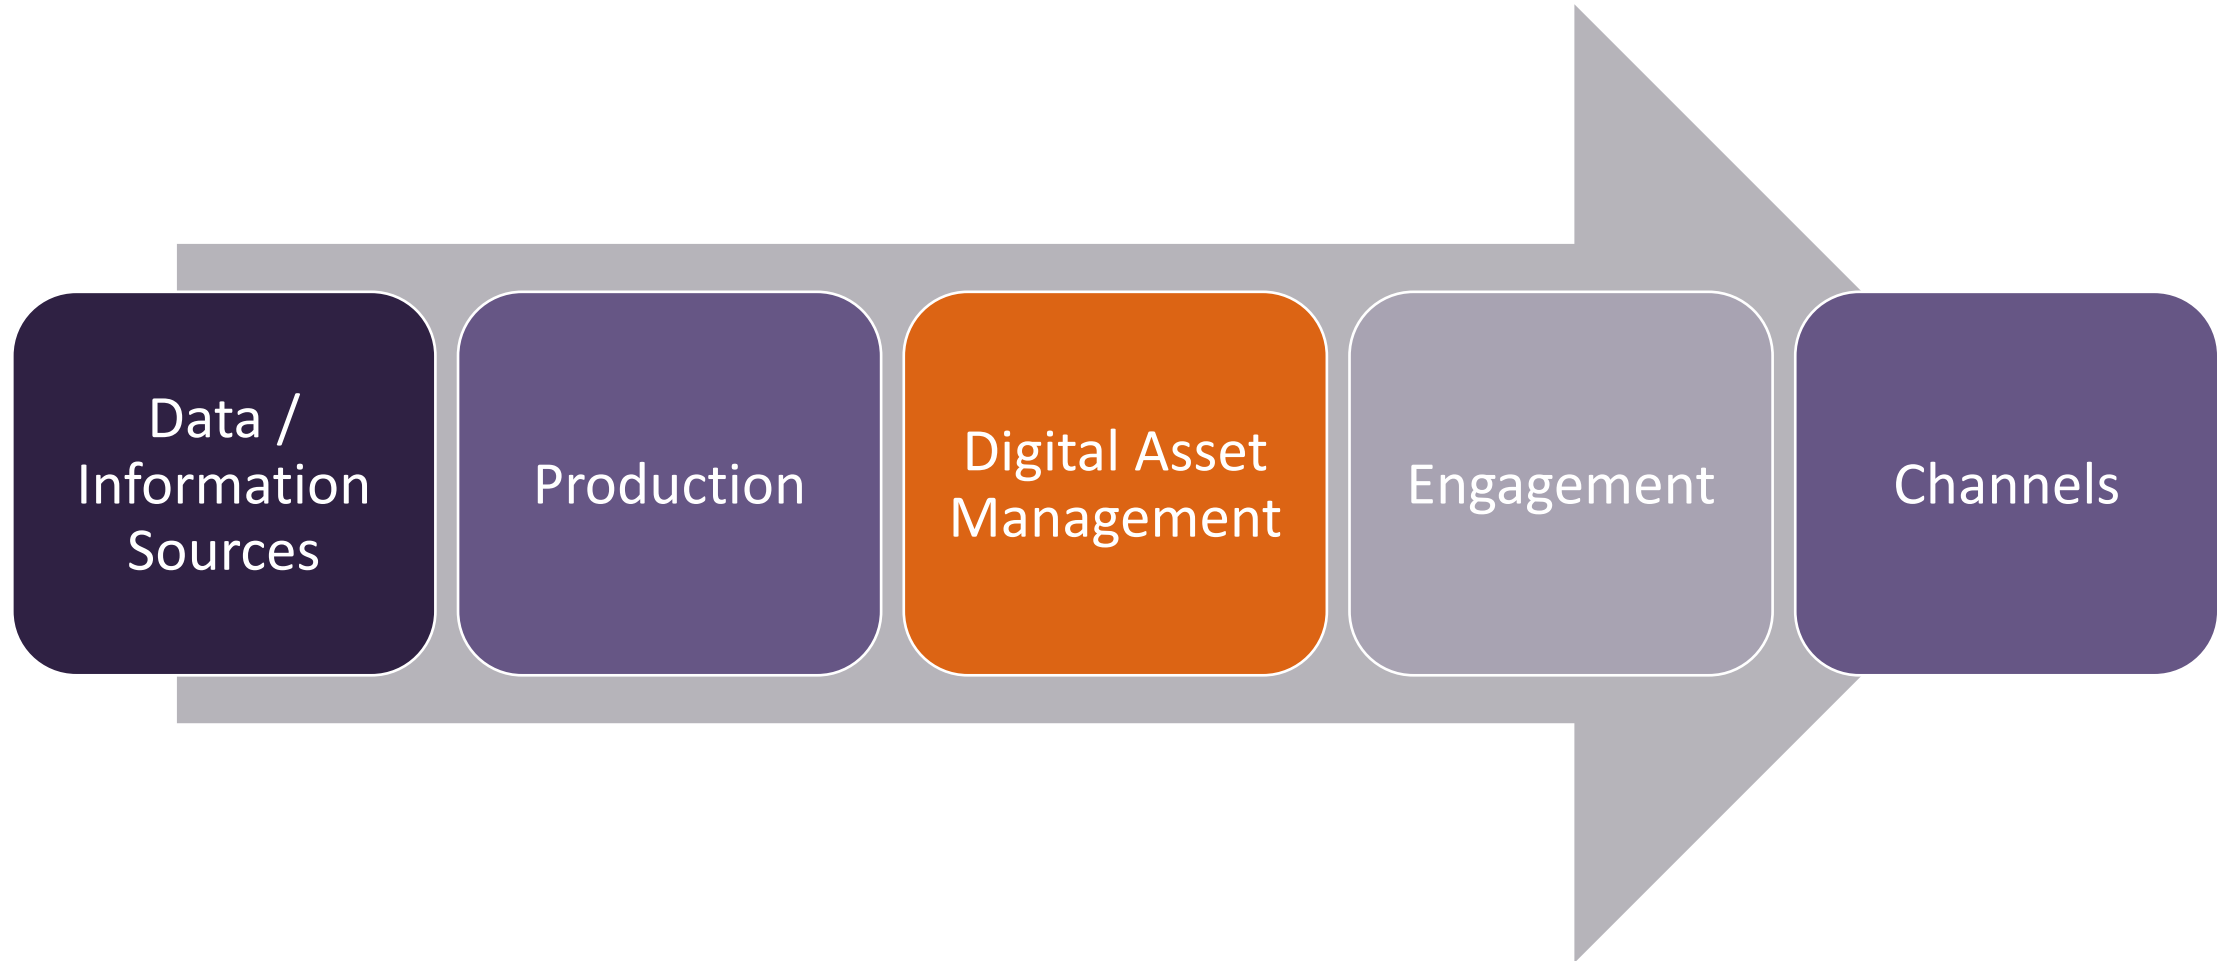 Data /
Information
Sources
Production
Digital Asset
Management
Engagement
Channels